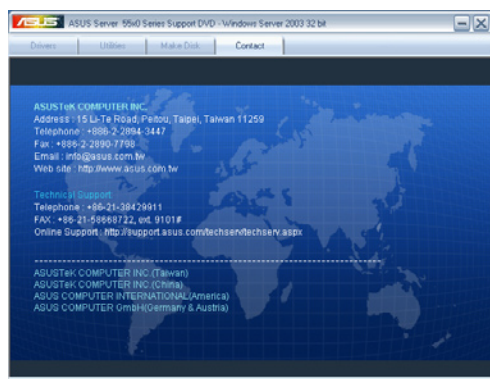 ASUS
ASUS Server 55x0 Series Support DVD - Windows Server 2003 32 bit
Drivers Utilities Make Disk Contact
ASUSTeK COMPUTER INC.
Address : 15 Li-Te Road, Peitou, Taipei, Taiwan 11259
Telephone : +886-2-2894-3447
Fax : +886-2-2890-7798
Email : info@asus.com.tw
Web site : http://www.asus.com.tw
Technical Support
Telephone : +86-21-38429911
FAX : +86-21-58668722, ext. 9101#
Online Support : http://support.asus.com/techserv/techserv.aspx
ASUSTeK COMPUTER INC.(Taiwan)
ASUSTeK COMPUTER INC.(China)
ASUS COMPUTER INTERNATIONAL(America)
ASUS COMPUTER GmbH(Germany & Austria)